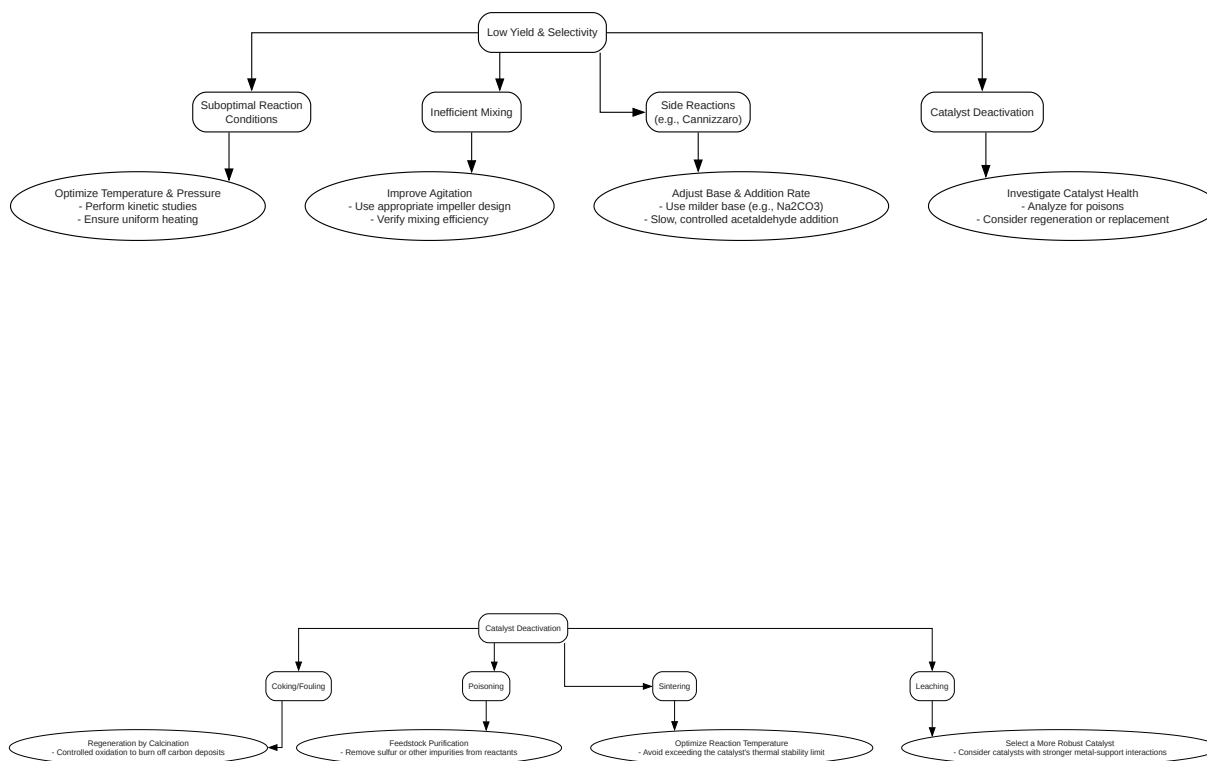 Low Yield & Selectivity
Suboptimal Reaction
Conditions
Inefficient Mixing
Side Reactions
(e.g., Cannizzaro)
Catalyst Deactivation
Optimize Temperature & Pressure
- Perform kinetic studies
- Ensure uniform heating
Improve Agitation
- Use appropriate impeller design
- Verify mixing efficiency
Adjust Base & Addition Rate
- Use milder base (e.g., Na2CO3)
- Slow, controlled acetaldehyde addition
Investigate Catalyst Health
- Analyze for poisons
- Consider regeneration or replacement
Catalyst Deactivation
Coking/Fouling
Poisoning
Sintering
Leaching
Regeneration by Calcination
- Controlled oxidation to burn off carbon deposits
Feedstock Purification
- Remove sulfur or other impurities from reactants
Optimize Reaction Temperature
- Avoid exceeding the catalyst's thermal stability limit
Select a More Robust Catalyst
- Consider catalysts with stronger metal-support interactions